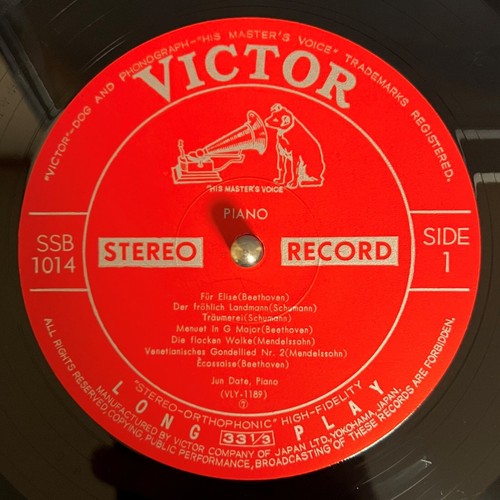 "VICTOR"-DOG AND PHONOGRAPH-"HIS MASTER'S VOICE" TRADEMARKS REGISTERED.
VICTOR
"HIS MASTER'S VOICE"
PIANO
SSB
1014
STEREO
RECORD
SIDE
1
Für Elise(Beethoven)
Der fröhlich Landmann(Schumann)
Träumerei(Schumann)
Menuet In G Major(Beethoven)
Die flocken Wolke(Mendelssohn)
Venetianisches Gondellied Nr. 2(Mendelssohn)
Ecossaise(Beethoven)
Jun Date, Piano
(VLY-1189)
"STEREO-ORTHOPHONIC" HIGH-FIDELITY
LONG 33 1/3 PLAY
MANUFACTURED BY VICTOR COMPANY OF JAPAN LTD.-YOKOHAMA, JAPAN.
ALL RIGHTS RESERVED, COPYING, PUBLIC PERFORMANCE, BROADCASTING OF THESE RECORDS ARE FORBIDDEN.